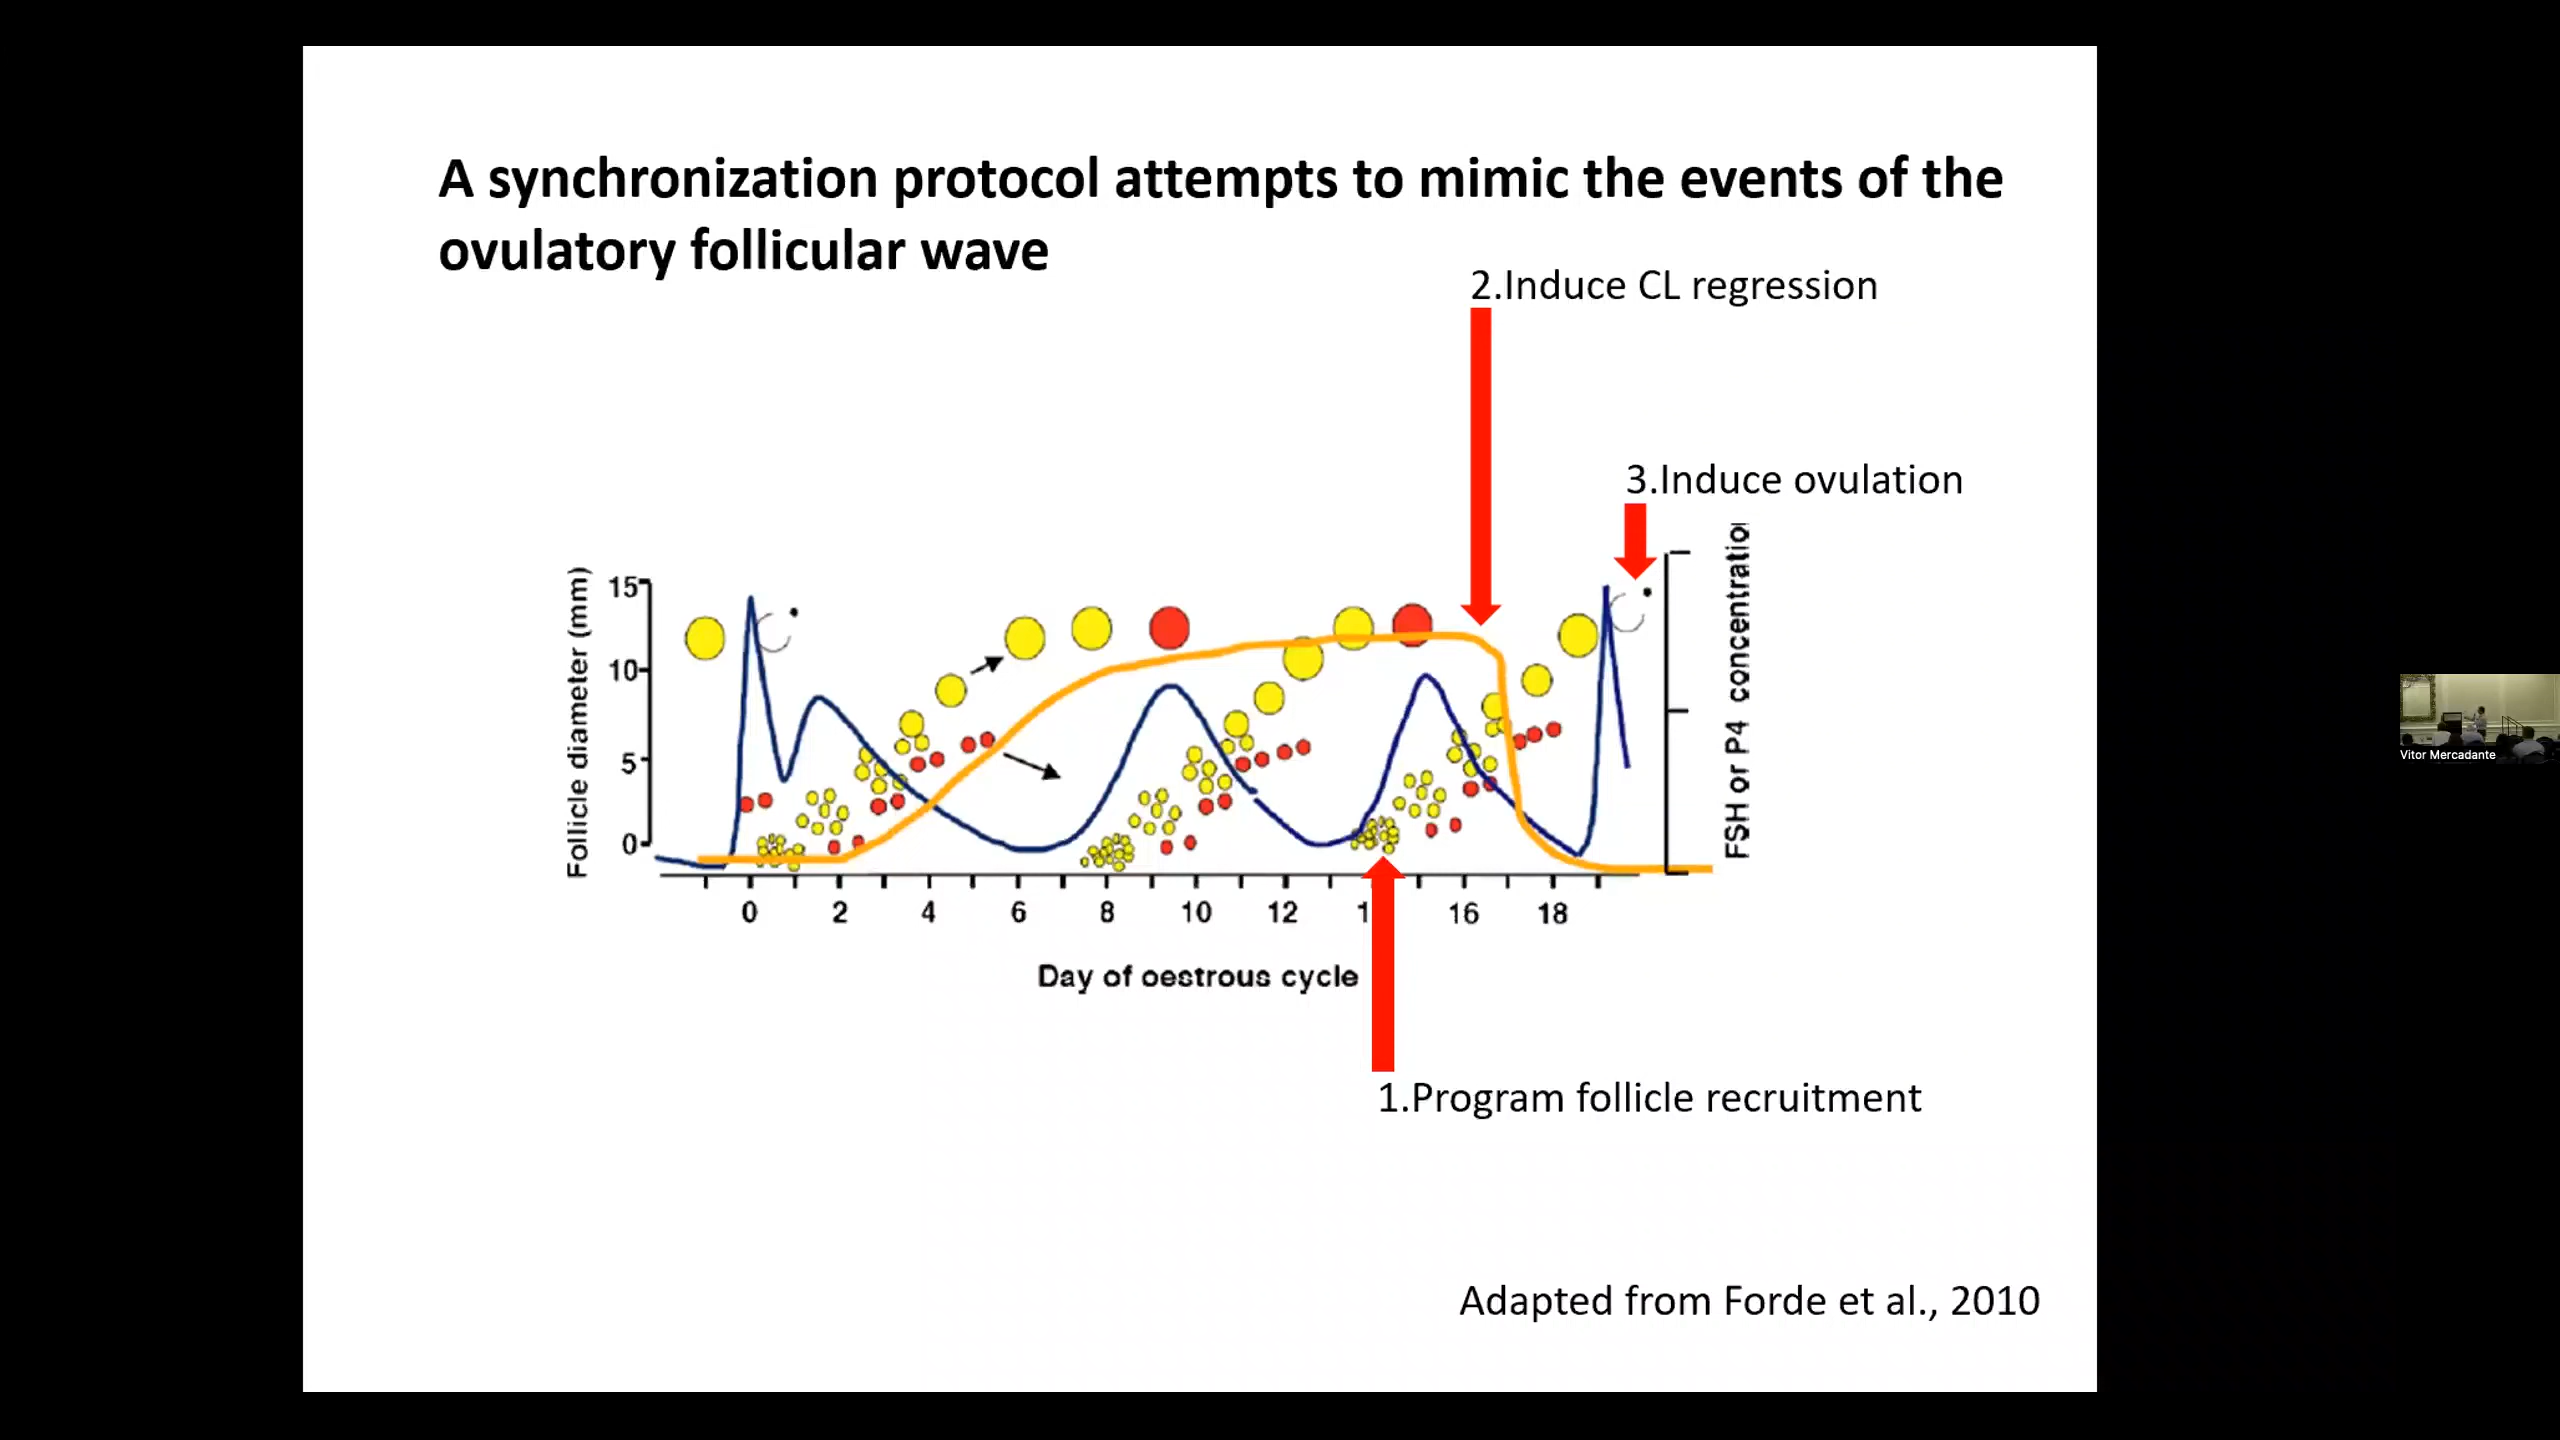 A synchronization protocol attempts to mimic the events of the
ovulatory follicular wave
2.Induce CL regression
3.Induce ovulation
Follicle diameter (mm)
15
10
5
0
FSH or P4 concentration
0 2 4 6 8 10 12 1 16 18
Day of oestrous cycle
1.Program follicle recruitment
Adapted from Forde et al., 2010
Vitor Mercadante